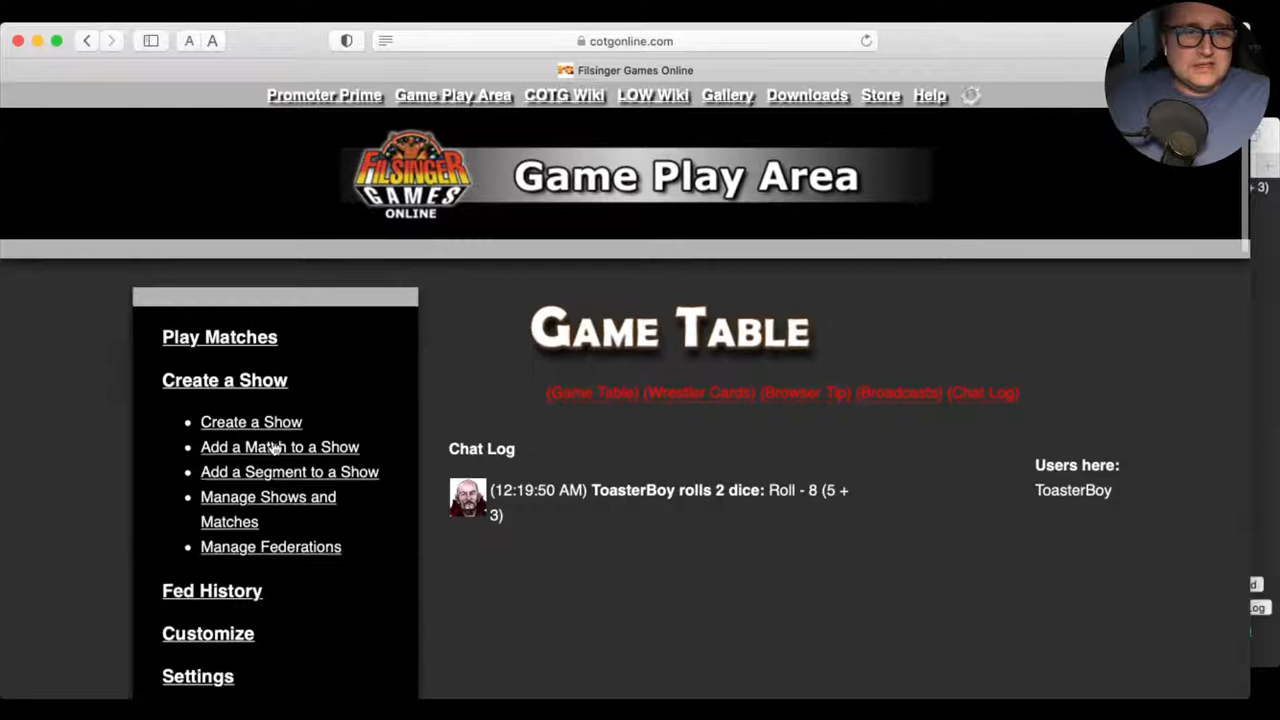 cotgonline.com
Filsinger Games Online
Promoter Prime Game Play Area COTG Wiki LOW Wiki Gallery Downloads Store Help
FILSINGER
GAMES
ONLINE
Game Play Area
+ 3)
Play Matches
Create a Show
Create a Show
Add a Match to a Show
Add a Segment to a Show
Manage Shows and
Matches
Manage Federations
Fed History
Customize
Settings
GAME TABLE
(Game Table) (Wrestler Cards) (Browser Tip) (Broadcasts) (Chat Log)
Chat Log
(12:19:50 AM) ToasterBoy rolls 2 dice: Roll - 8 (5 +
3)
Users here:
ToasterBoy
d
og